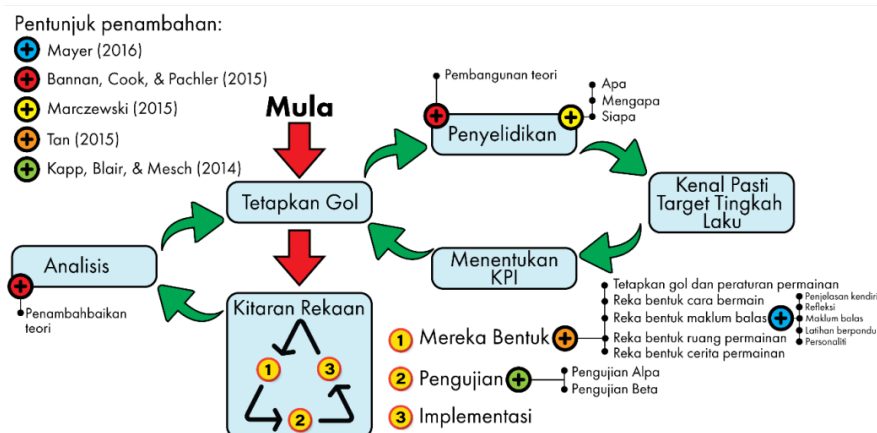 Pentunjuk penambahan:
Mayer (2016)
Bannan, Cook, & Pachler (2015)
Marczewski (2015)
Tan (2015)
Kapp, Blair, & Mesch (2014)
Mula
Pembangunan teori
Apa
Mengapa
Siapa
Penyelidikan
Tetapkan Gol
Kenal Pasti
Target Tingkah
Laku
Menentukan
KPI
Analisis
Penambahbaikan
teori
Kitaran Rekaan
1
3
2
1 Mereka Bentuk
Tetapkan gol dan peraturan permainan
Reka bentuk cara bermain
Reka bentuk maklum balas
Reka bentuk ruang permainan
Reka bentuk cerita permainan
Penjelasan kendiri
Refleksi
Maklum balas
Latihan berpandu
Personaliti
2 Pengujian
Pengujian Alpa
Pengujian Beta
3 Implementasi